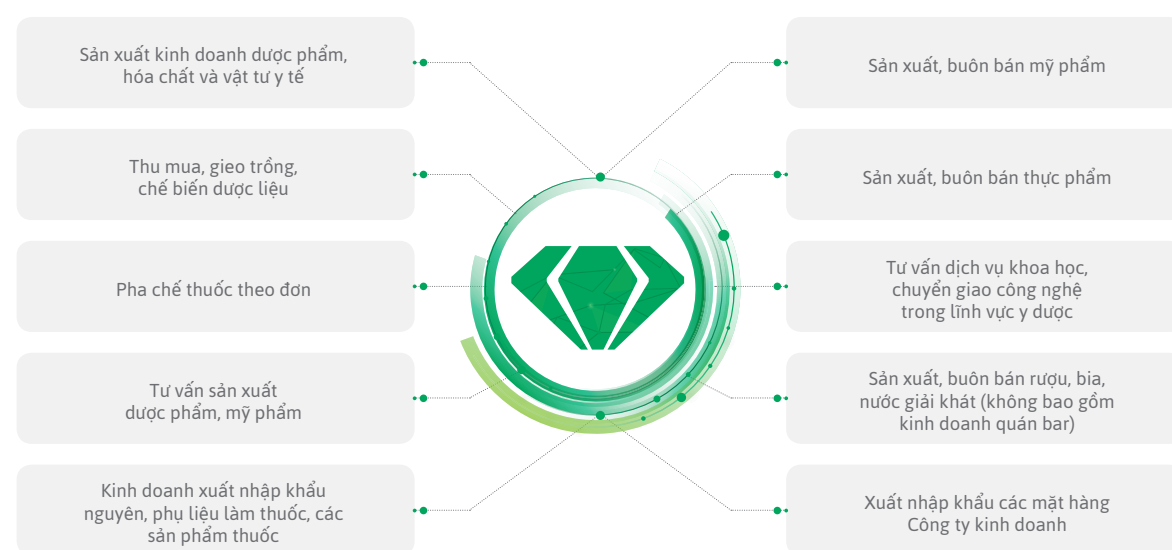 Sản xuất kinh doanh dược phẩm,
hóa chất và vật tư y tế
Thu mua, gieo trồng,
chế biến dược liệu
Pha chế thuốc theo đơn
Tư vấn sản xuất
dược phẩm, mỹ phẩm
Kinh doanh xuất nhập khẩu
nguyên, phụ liệu làm thuốc, các
sản phẩm thuốc
Sản xuất, buôn bán mỹ phẩm
Sản xuất, buôn bán thực phẩm
Tư vấn dịch vụ khoa học,
chuyển giao công nghệ
trong lĩnh vực y dược
Sản xuất, buôn bán rượu, bia,
nước giải khát (không bao gồm
kinh doanh quán bar)
Xuất nhập khẩu các mặt hàng
Công ty kinh doanh